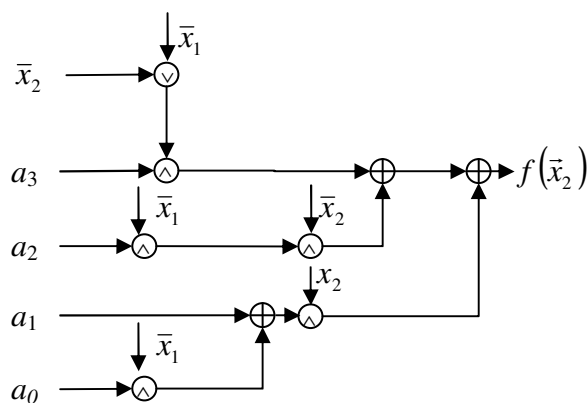 x̄₁
x̄₂ ∨
a₃ ∧ ⊕ ⊕ f(x⃗₂)
x̄₁ x̄₂
a₂ ∧ ∧
x₂
a₁ ⊕ ∧
x̄₁
a₀ ∧